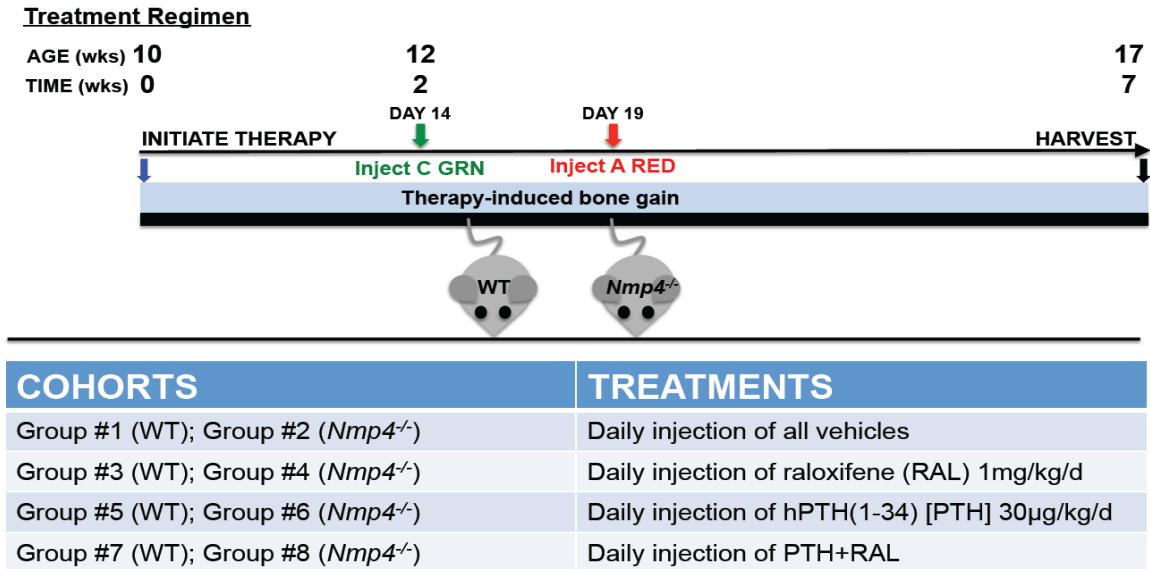 Treatment Regimen
AGE (wks) 10 12 17
TIME (wks) 0 2 7
DAY 14 DAY 19
INITIATE THERAPY HARVEST
Inject C GRN Inject A RED
Therapy-induced bone gain
WT Nmp4-/-
COHORTS TREATMENTS
Group #1 (WT); Group #2 (Nmp4-/-) Daily injection of all vehicles
Group #3 (WT); Group #4 (Nmp4-/-) Daily injection of raloxifene (RAL) 1mg/kg/d
Group #5 (WT); Group #6 (Nmp4-/-) Daily injection of hPTH(1-34) [PTH] 30µg/kg/d
Group #7 (WT); Group #8 (Nmp4-/-) Daily injection of PTH+RAL